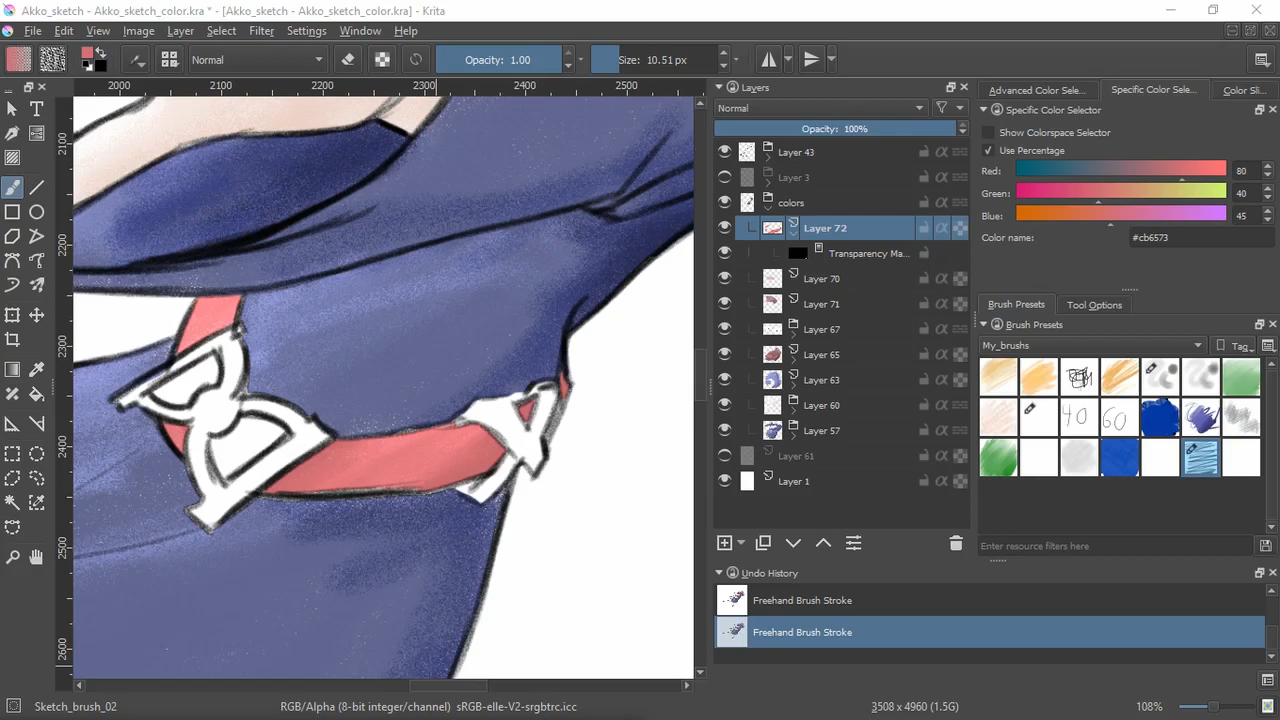 Akko_sketch - Akko_sketch_color.kra * - [Akko_sketch - Akko_sketch_color.kra] - Krita
File Edit View Image Layer Select Filter Settings Window Help
Normal Opacity: 1.00 Size: 10.51 px
2000 2100 2200 2300 2400 2500
2100
2200
2300
2400
2500
2600
Layers
Normal
Opacity: 100%
Layer 43
Layer 3
colors
Layer 72
Transparency Ma...
Layer 70
Layer 71
Layer 67
Layer 65
Layer 63
Layer 60
Layer 57
Layer 61
Layer 1
Undo History
Freehand Brush Stroke
Freehand Brush Stroke
Advanced Color Sele... Specific Color Sele... Color Sli...
Specific Color Selector
Show Colorspace Selector
Use Percentage
Red: 80
Green: 40
Blue: 45
Color name: #cb6573
Brush Presets Tool Options
Brush Presets
My_brushs Tag
40 60
Enter resource filters here
Sketch_brush_02 RGB/Alpha (8-bit integer/channel) sRGB-elle-V2-srgbtrc.icc 3508 x 4960 (1.5G) 108%